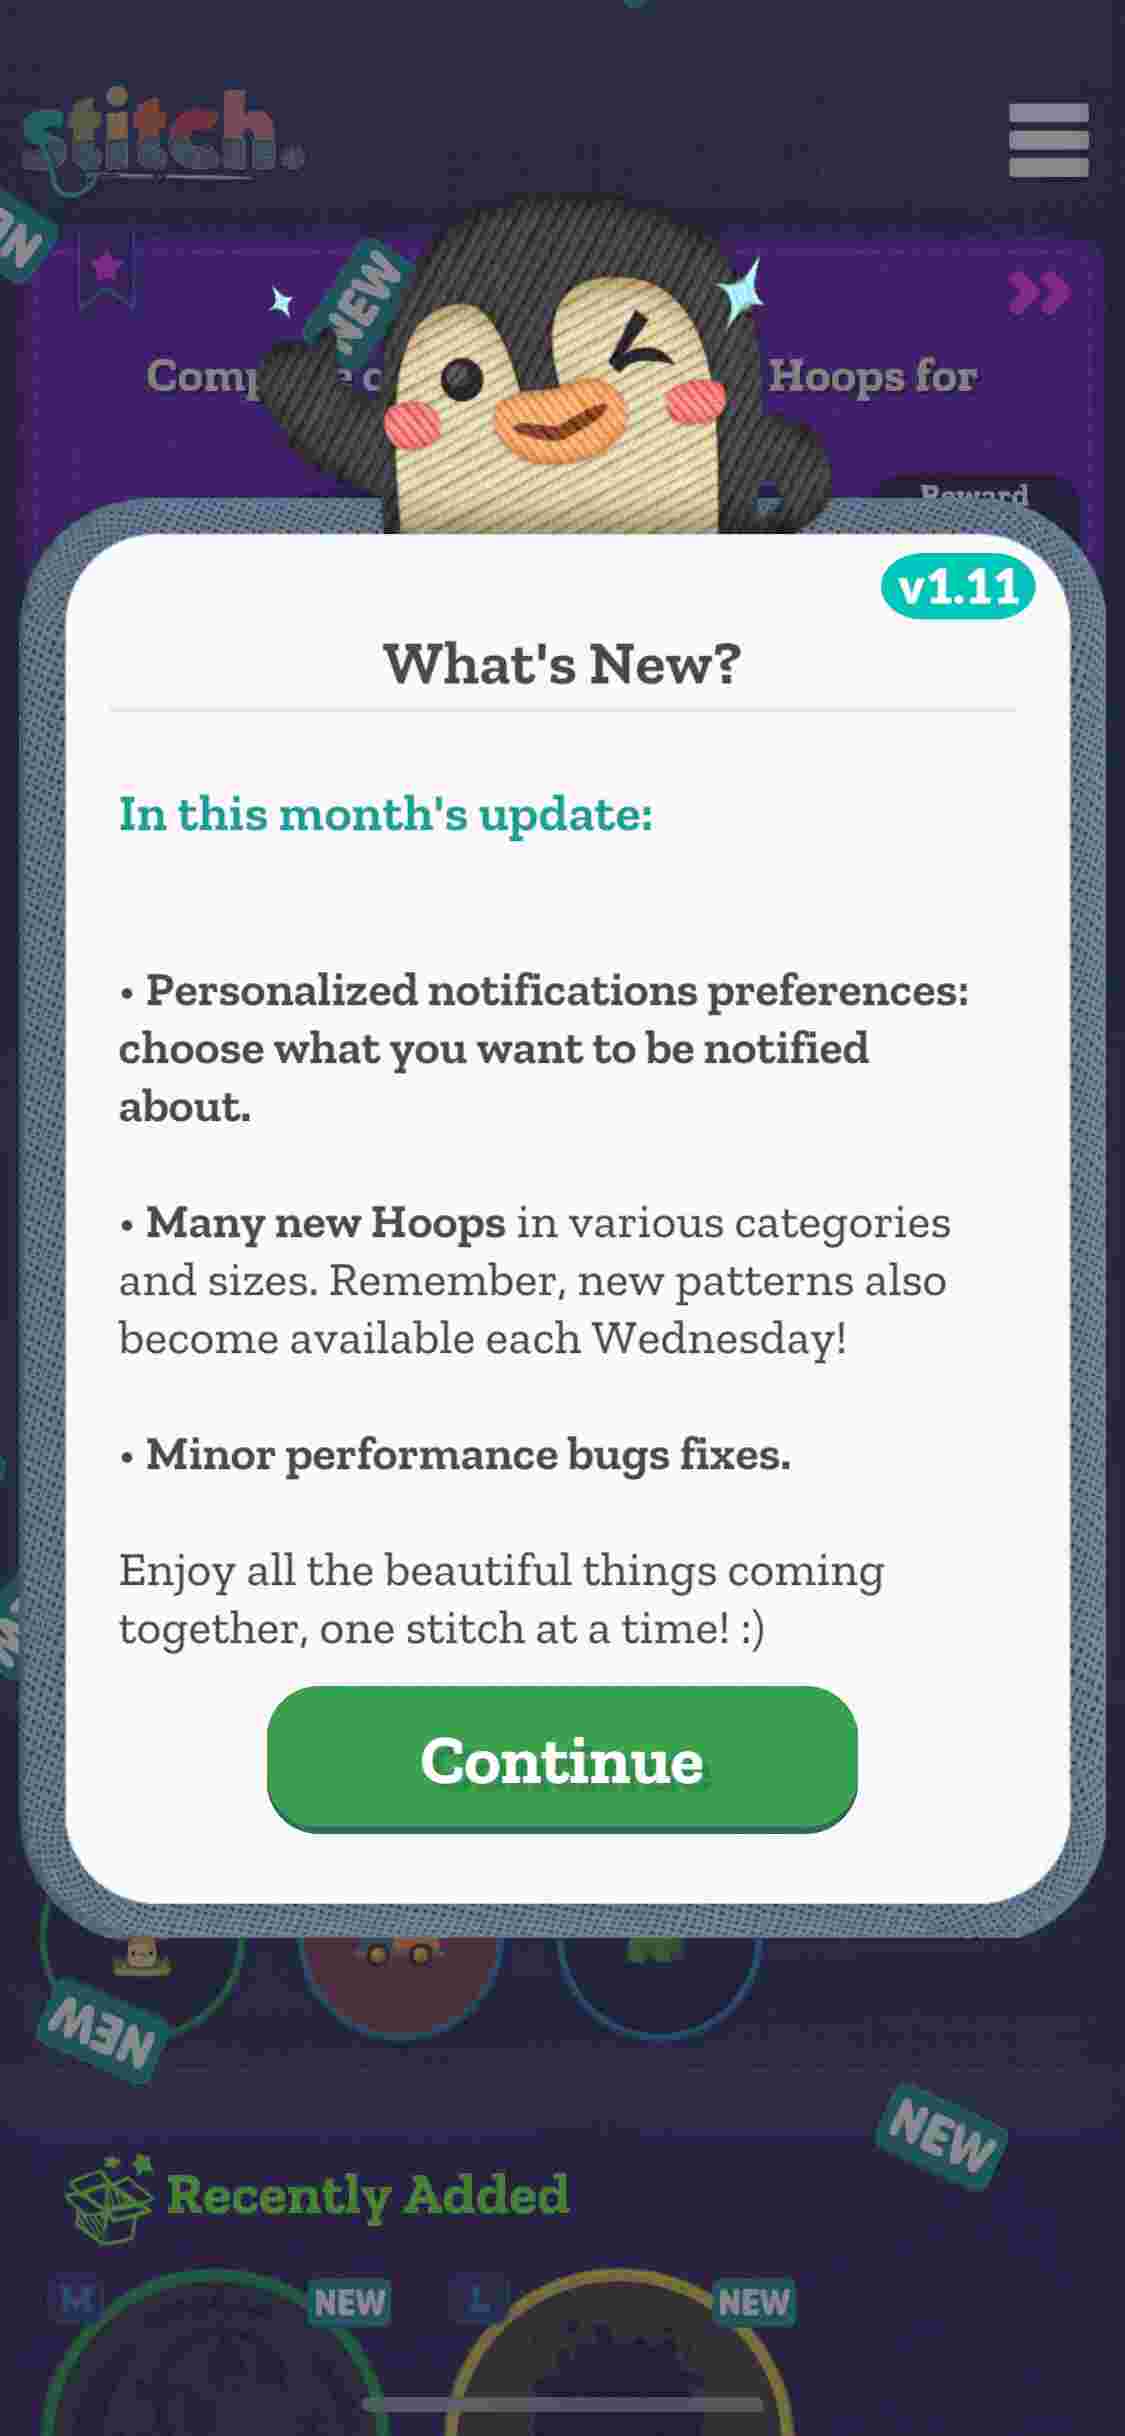 stitch.
NEW
Hoops for
Reward
v1.11
What's New?
In this month's update:
• Personalized notifications preferences:
choose what you want to be notified
about.
• Many new Hoops in various categories
and sizes. Remember, new patterns also
become available each Wednesday!
• Minor performance bugs fixes.
Enjoy all the beautiful things coming
together, one stitch at a time! :)
Continue
NEW
NEW
Recently Added
M
NEW
L
NEW